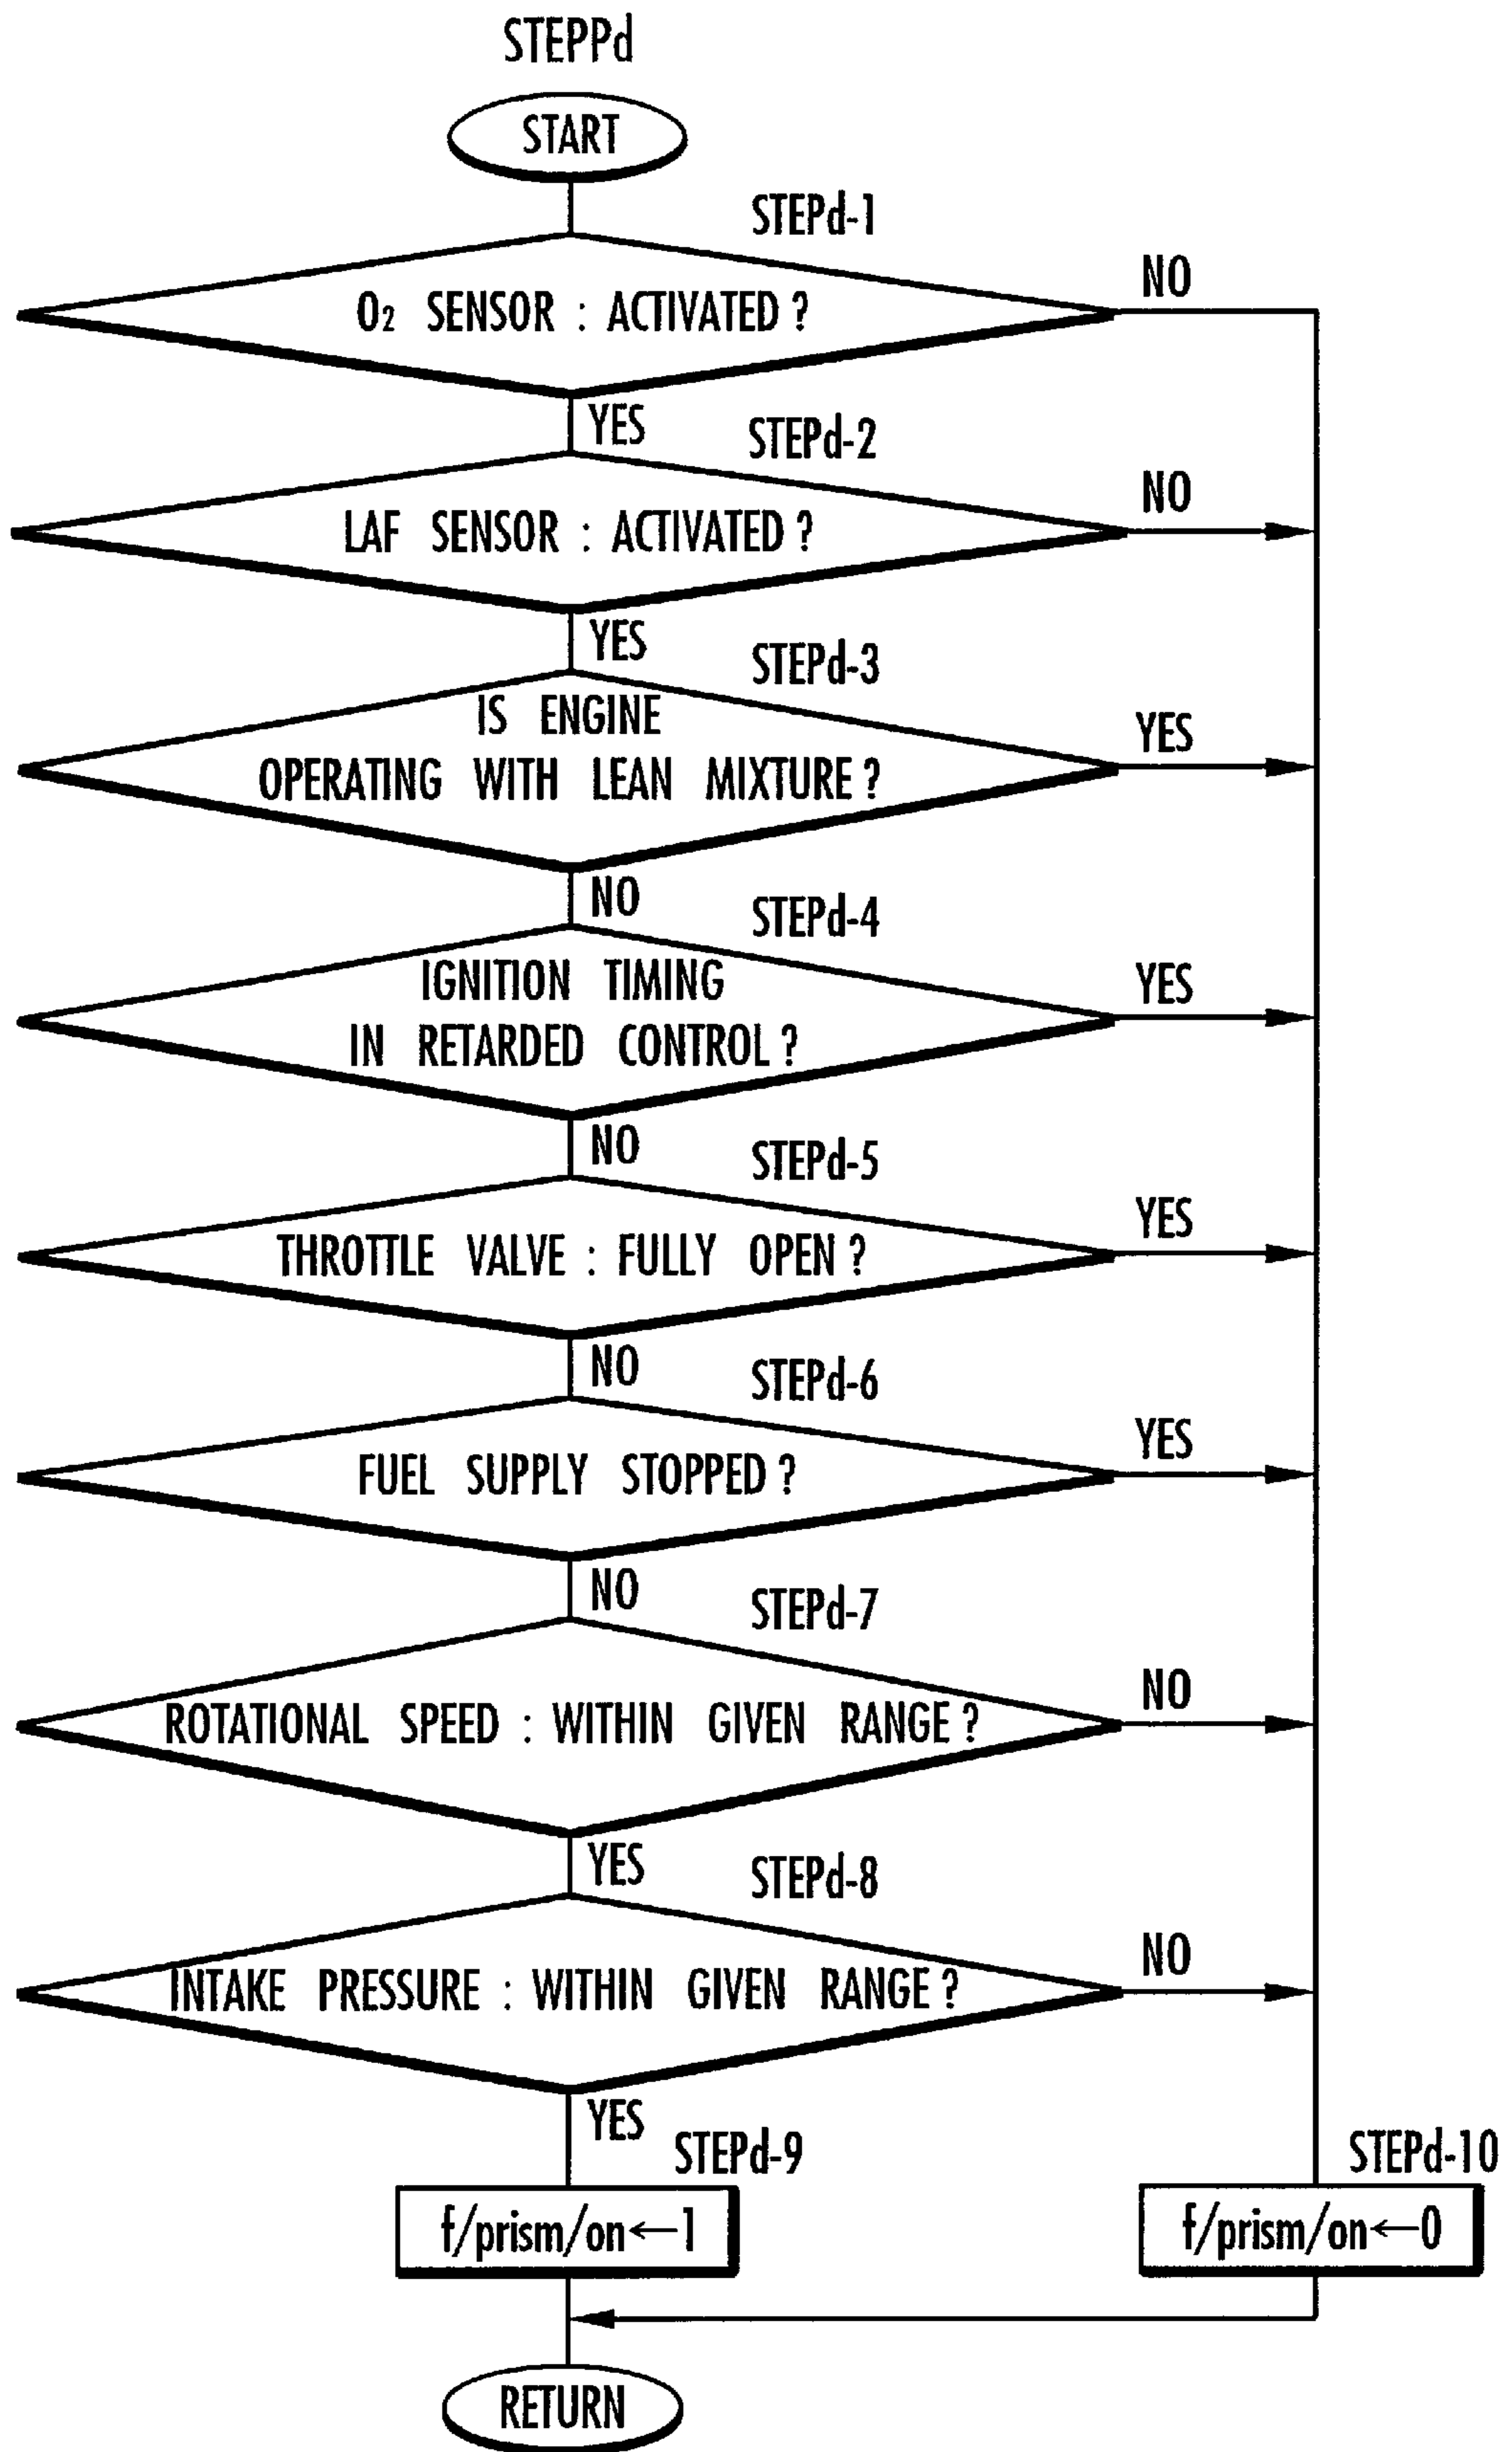 STEPPd
START
STEPd-1
O2 SENSOR : ACTIVATED ?
NO
YES
STEPd-2
LAF SENSOR : ACTIVATED ?
NO
YES
STEPd-3
IS ENGINE
OPERATING WITH LEAN MIXTURE ?
YES
NO
STEPd-4
IGNITION TIMING
IN RETARDED CONTROL ?
YES
NO
STEPd-5
THROTTLE VALVE : FULLY OPEN ?
YES
NO
STEPd-6
FUEL SUPPLY STOPPED ?
YES
NO
STEPd-7
ROTATIONAL SPEED : WITHIN GIVEN RANGE ?
NO
YES
STEPd-8
INTAKE PRESSURE : WITHIN GIVEN RANGE ?
NO
YES
STEPd-9
f/prism/on←1
STEPd-10
f/prism/on←0
RETURN